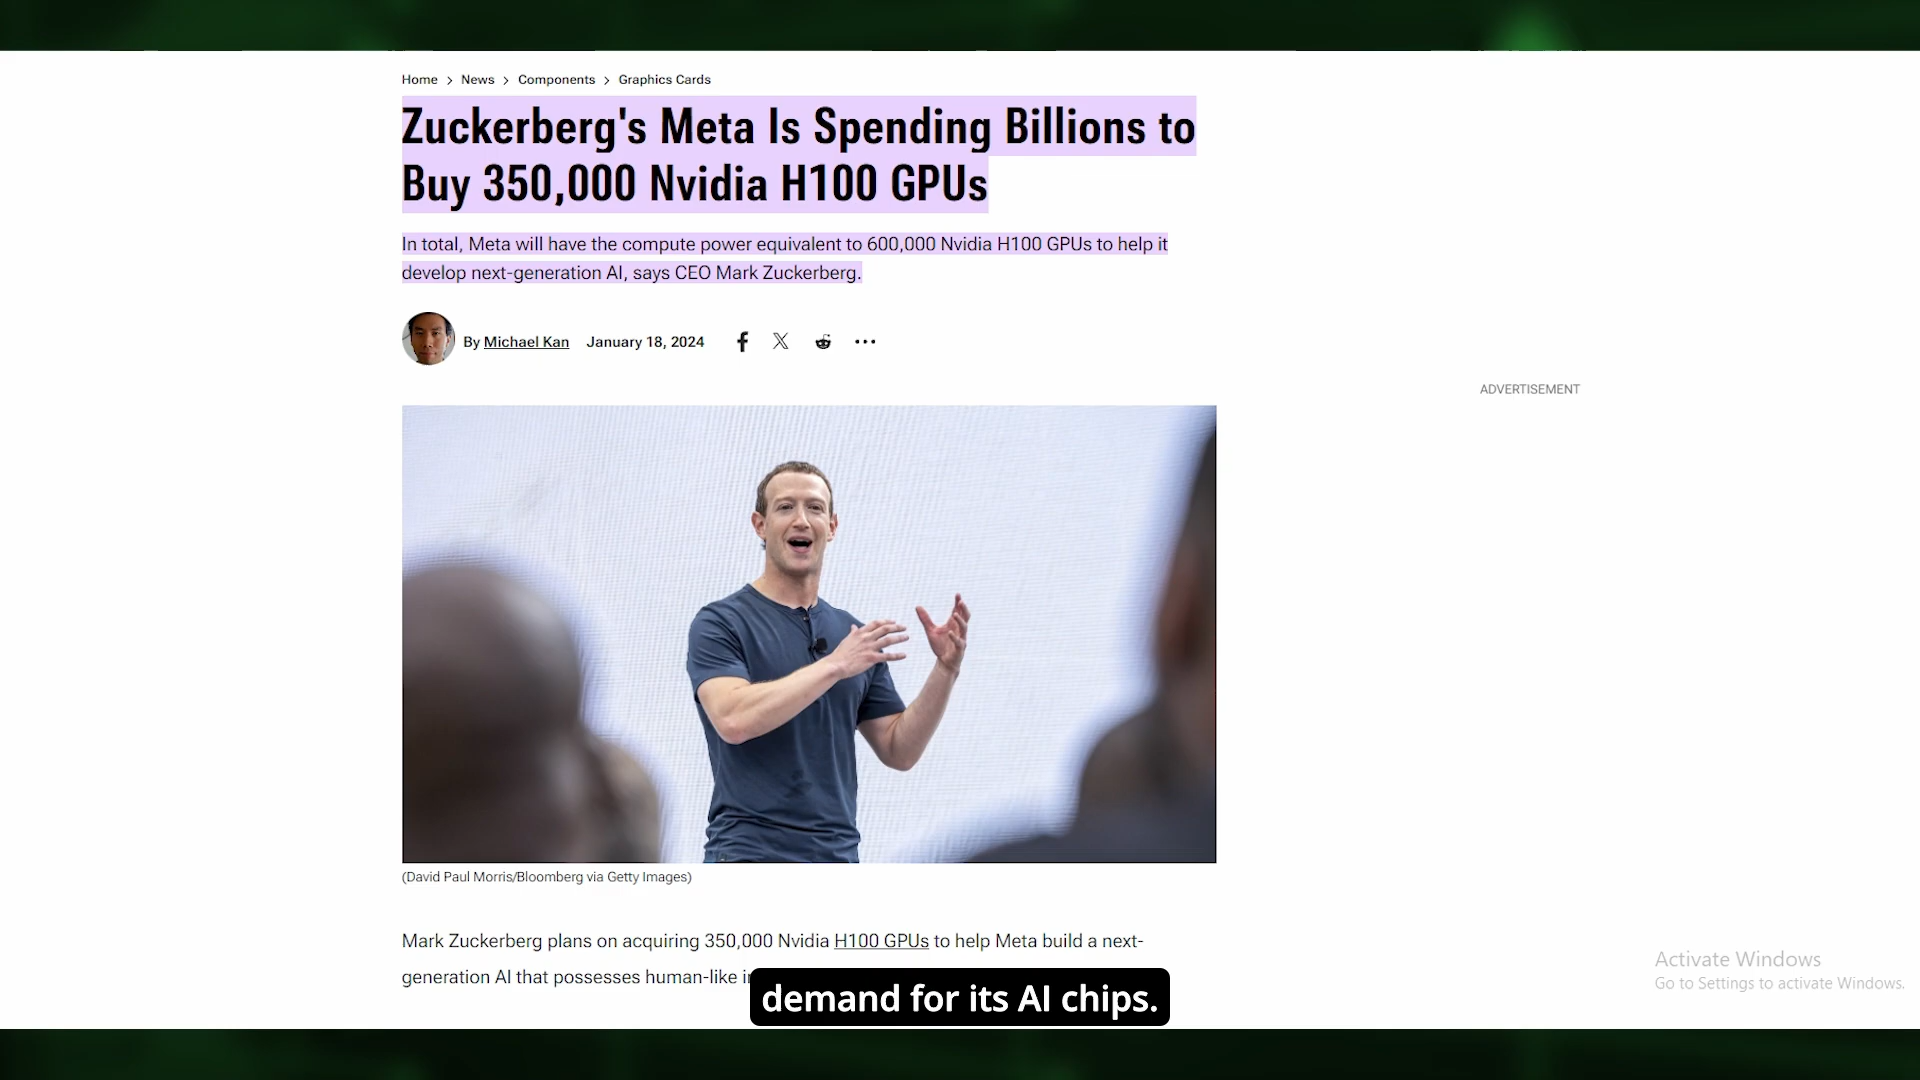 Home > News > Components > Graphics Cards
Zuckerberg's Meta Is Spending Billions to
Buy 350,000 Nvidia H100 GPUs
In total, Meta will have the compute power equivalent to 600,000 Nvidia H100 GPUs to help it
develop next-generation AI, says CEO Mark Zuckerberg.
By Michael Kan January 18, 2024
ADVERTISEMENT
(David Paul Morris/Bloomberg via Getty Images)
Mark Zuckerberg plans on acquiring 350,000 Nvidia H100 GPUs to help Meta build a next-
generation AI that possesses human-like
demand for its AI chips.
Activate Windows
Go to Settings to activate Windows.